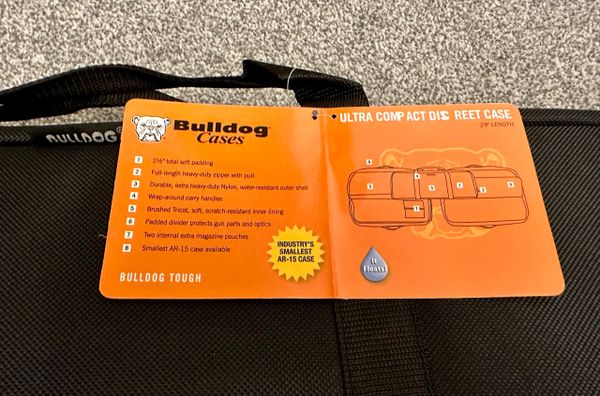 BULLDOG®
Bulldog®
Cases
1 2½" total soft padding
2 Full-length heavy-duty zipper with pull
3 Durable, extra heavy-duty Nylon, water-resistant outer shell
4 Wrap-around carry handles
5 Brushed Tricot, soft, scratch-resistant inner lining
6 Padded divider protects gun parts and optics
7 Two internal extra magazine pouches
8 Smallest AR-15 case available
INDUSTRY'S
SMALLEST
AR-15 CASE
BULLDOG TOUGH
ULTRA COMPACT DISCREET CASE
29" LENGTH
It
Floats!